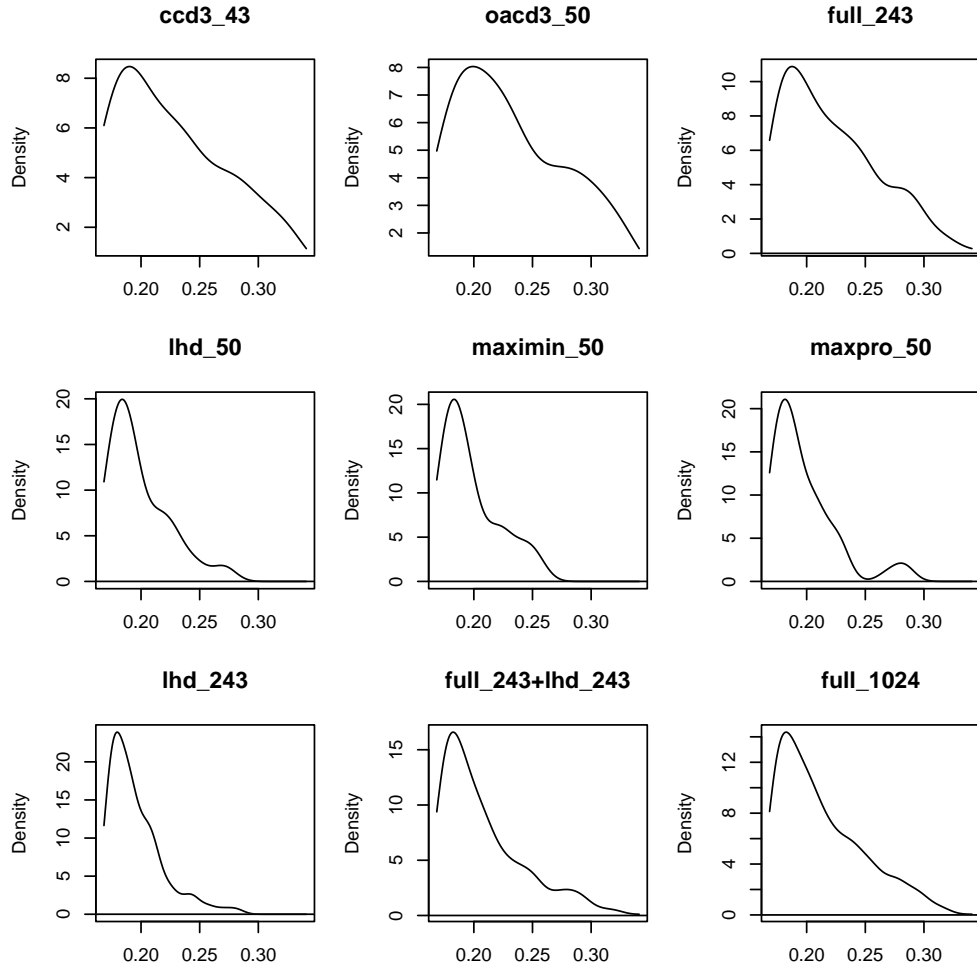 ccd3_43 oacd3_50 full_243
Density 2 4 6 8
0.20 0.25 0.30
Density 2 3 4 5 6 7 8
0.20 0.25 0.30
Density 0 2 4 6 8 10
0.20 0.25 0.30
lhd_50 maximin_50 maxpro_50
Density 0 5 10 15 20
0.20 0.25 0.30
Density 0 5 10 15 20
0.20 0.25 0.30
Density 0 5 10 15 20
0.20 0.25 0.30
lhd_243 full_243+lhd_243 full_1024
Density 0 5 10 15 20
0.20 0.25 0.30
Density 0 5 10 15
0.20 0.25 0.30
Density 0 4 8 12
0.20 0.25 0.30